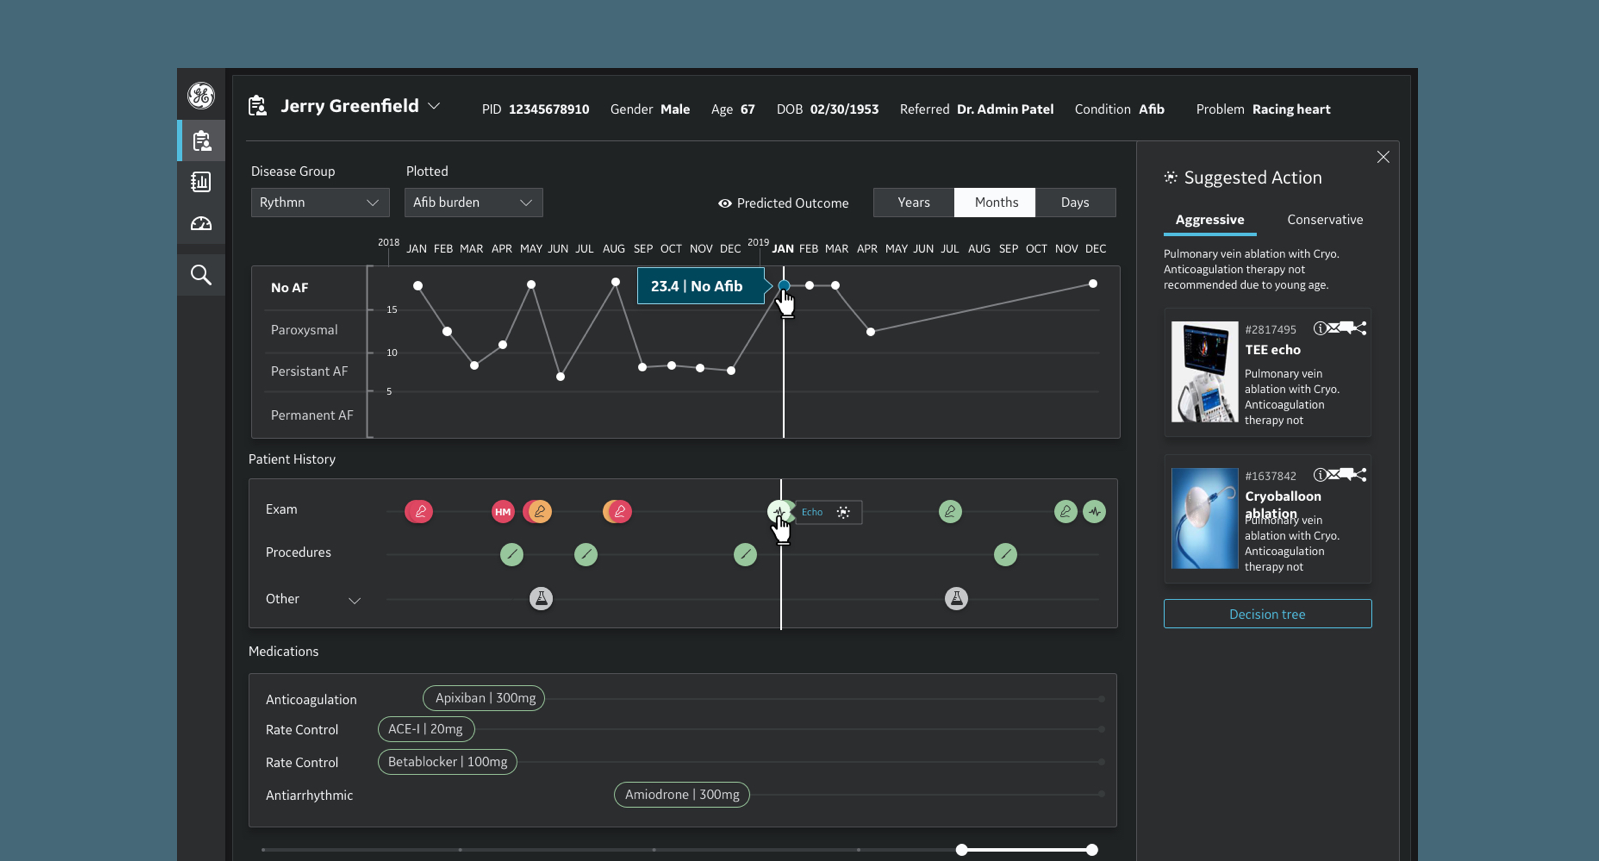 Jerry Greenfield
PID 12345678910 Gender Male Age 67 DOB 02/30/1953 Referred Dr. Admin Patel Condition Afib Problem Racing heart
Disease Group Plotted
Rythmn Afib burden
Predicted Outcome Years Months Days
2018 JAN FEB MAR APR MAY JUN JUL AUG SEP OCT NOV DEC 2019 JAN FEB MAR APR MAY JUN JUL AUG SEP OCT NOV DEC
No AF
23.4 | No Afib
15
Paroxysmal
10
Persistant AF
5
Permanent AF
Patient History
Exam HM Echo
Procedures
Other
Medications
Anticoagulation Apixiban | 300mg
Rate Control ACE-I | 20mg
Rate Control Betablocker | 100mg
Antiarrhythmic Amiodrone | 300mg
Suggested Action
Aggressive Conservative
Pulmonary vein ablation with Cryo.
Anticoagulation therapy not
recommended due to young age.
#2817495
TEE echo
Pulmonary vein
ablation with Cryo.
Anticoagulation
therapy not
#1637842
Cryoballoon
ablation
Pulmonary vein
ablation with Cryo.
Anticoagulation
therapy not
Decision tree